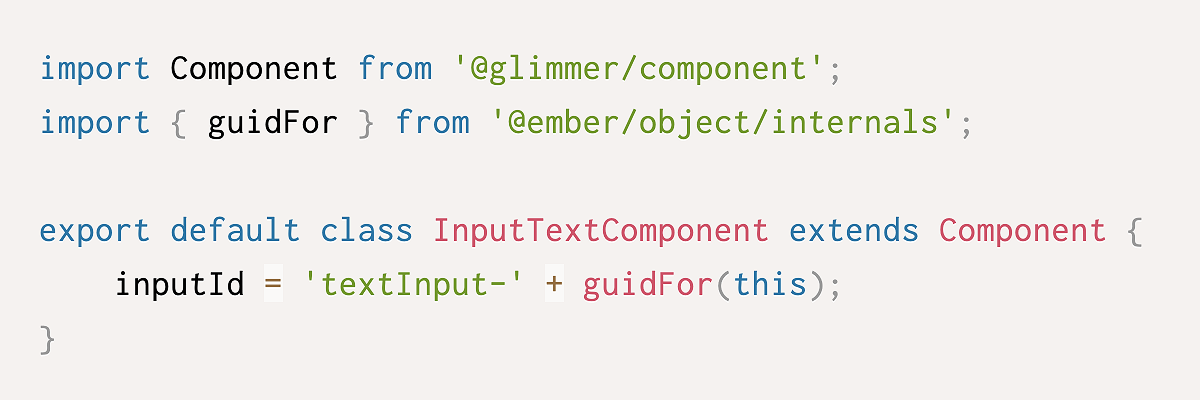 import Component from '@glimmer/component';
import { guidFor } from '@ember/object/internals';

export default class InputTextComponent extends Component {
    inputId = 'textInput-' + guidFor(this);
}